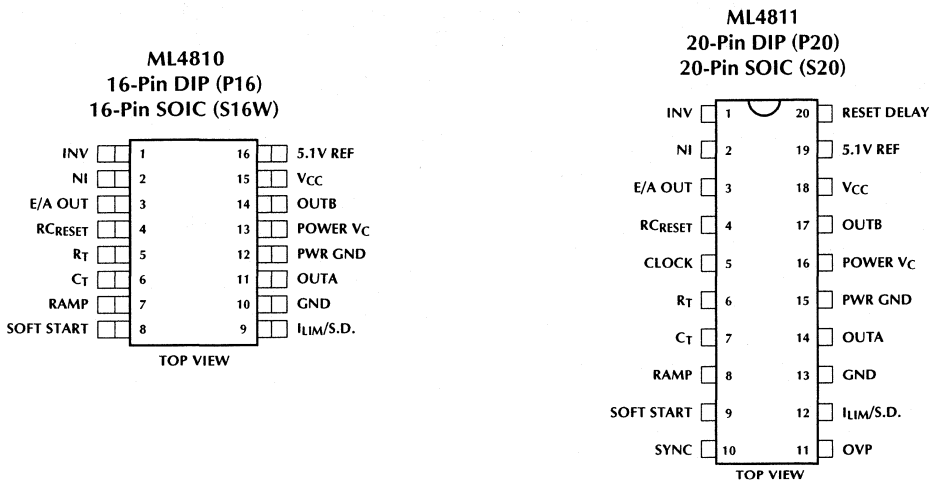 ML4810
16-Pin DIP (P16)
16-Pin SOIC (S16W)
INV 1 16 5.1V REF
NI 2 15 VCC
E/A OUT 3 14 OUTB
RCRESET 4 13 POWER VC
RT 5 12 PWR GND
CT 6 11 OUTA
RAMP 7 10 GND
SOFT START 8 9 ILIM/S.D.
TOP VIEW
ML4811
20-Pin DIP (P20)
20-Pin SOIC (S20)
INV 1 20 RESET DELAY
NI 2 19 5.1V REF
E/A OUT 3 18 VCC
RCRESET 4 17 OUTB
CLOCK 5 16 POWER VC
RT 6 15 PWR GND
CT 7 14 OUTA
RAMP 8 13 GND
SOFT START 9 12 ILIM/S.D.
SYNC 10 11 OVP
TOP VIEW